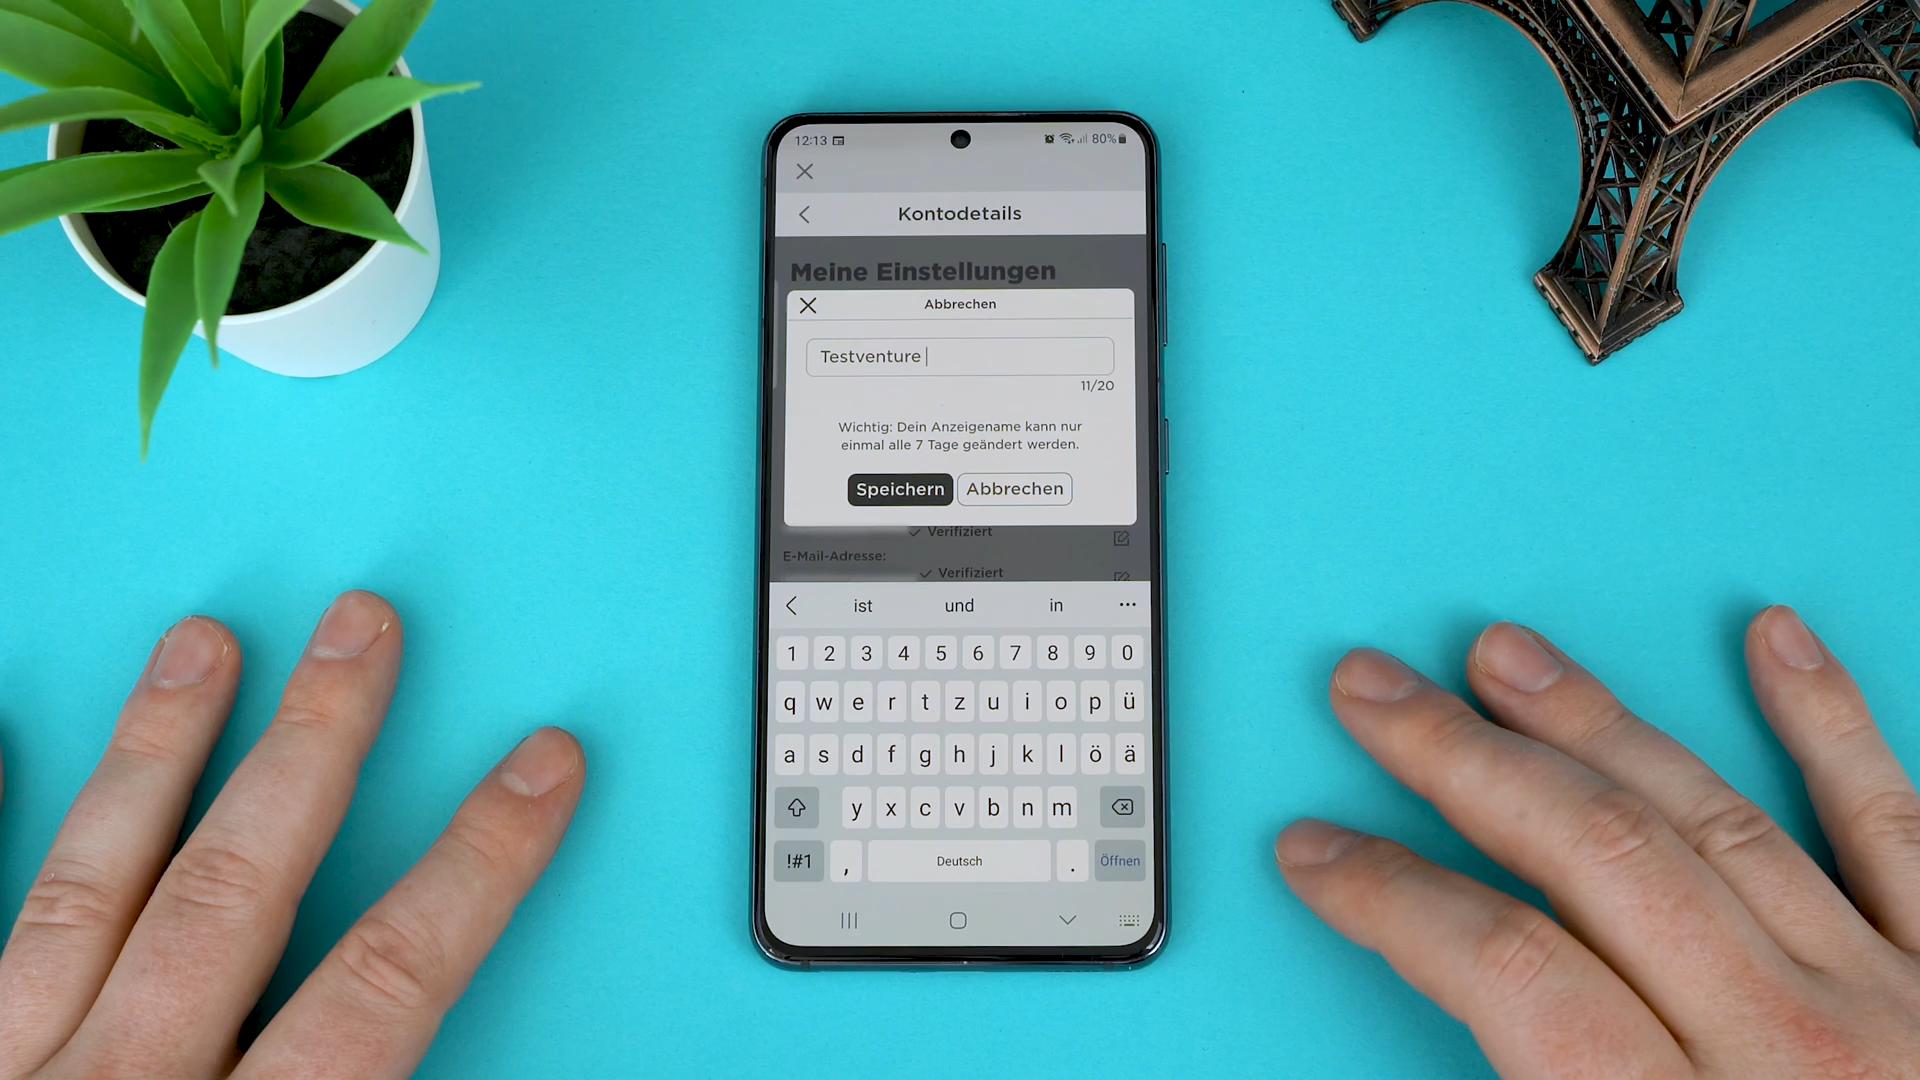 12:13
80%
Kontodetails
Meine Einstellungen
Abbrechen
Testventure
11/20
Wichtig: Dein Anzeigename kann nur
einmal alle 7 Tage geändert werden.
Speichern Abbrechen
Verifiziert
E-Mail-Adresse:
Verifiziert
ist und in
1 2 3 4 5 6 7 8 9 0
q w e r t z u i o p ü
a s d f g h j k l ö ä
y x c v b n m
!#1 , Deutsch . Öffnen